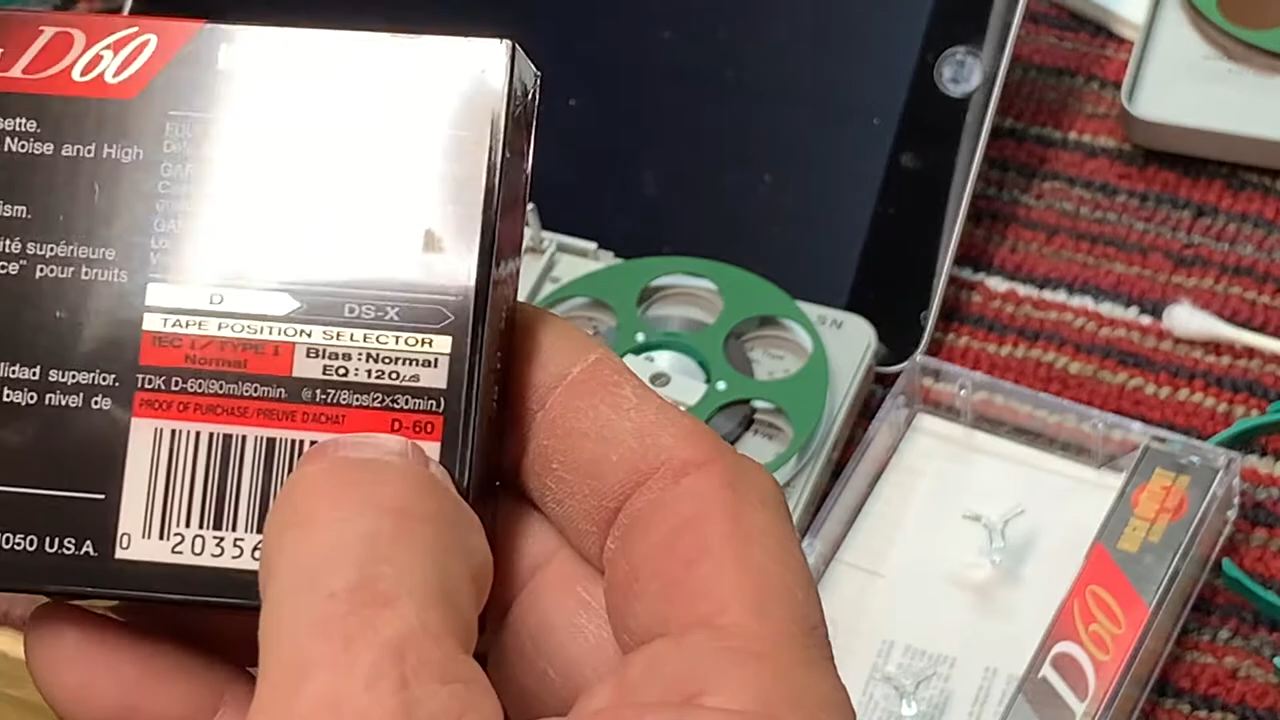 D60
sette.
Noise and High
ism.
ité supérieure
ce" pour bruits
lidad superior.
bajo nivel de
050 U.S.A.
D
DS-X
TAPE POSITION SELECTOR
IEC I/TYPE I
Normal
Bias:Normal
EQ:120µs
TDK D-60(90m)60min. @1-7/8ips(2×30min.)
PROOF OF PURCHASE/PREUVE D'ACHAT
D-60
0 20356
SN
D60